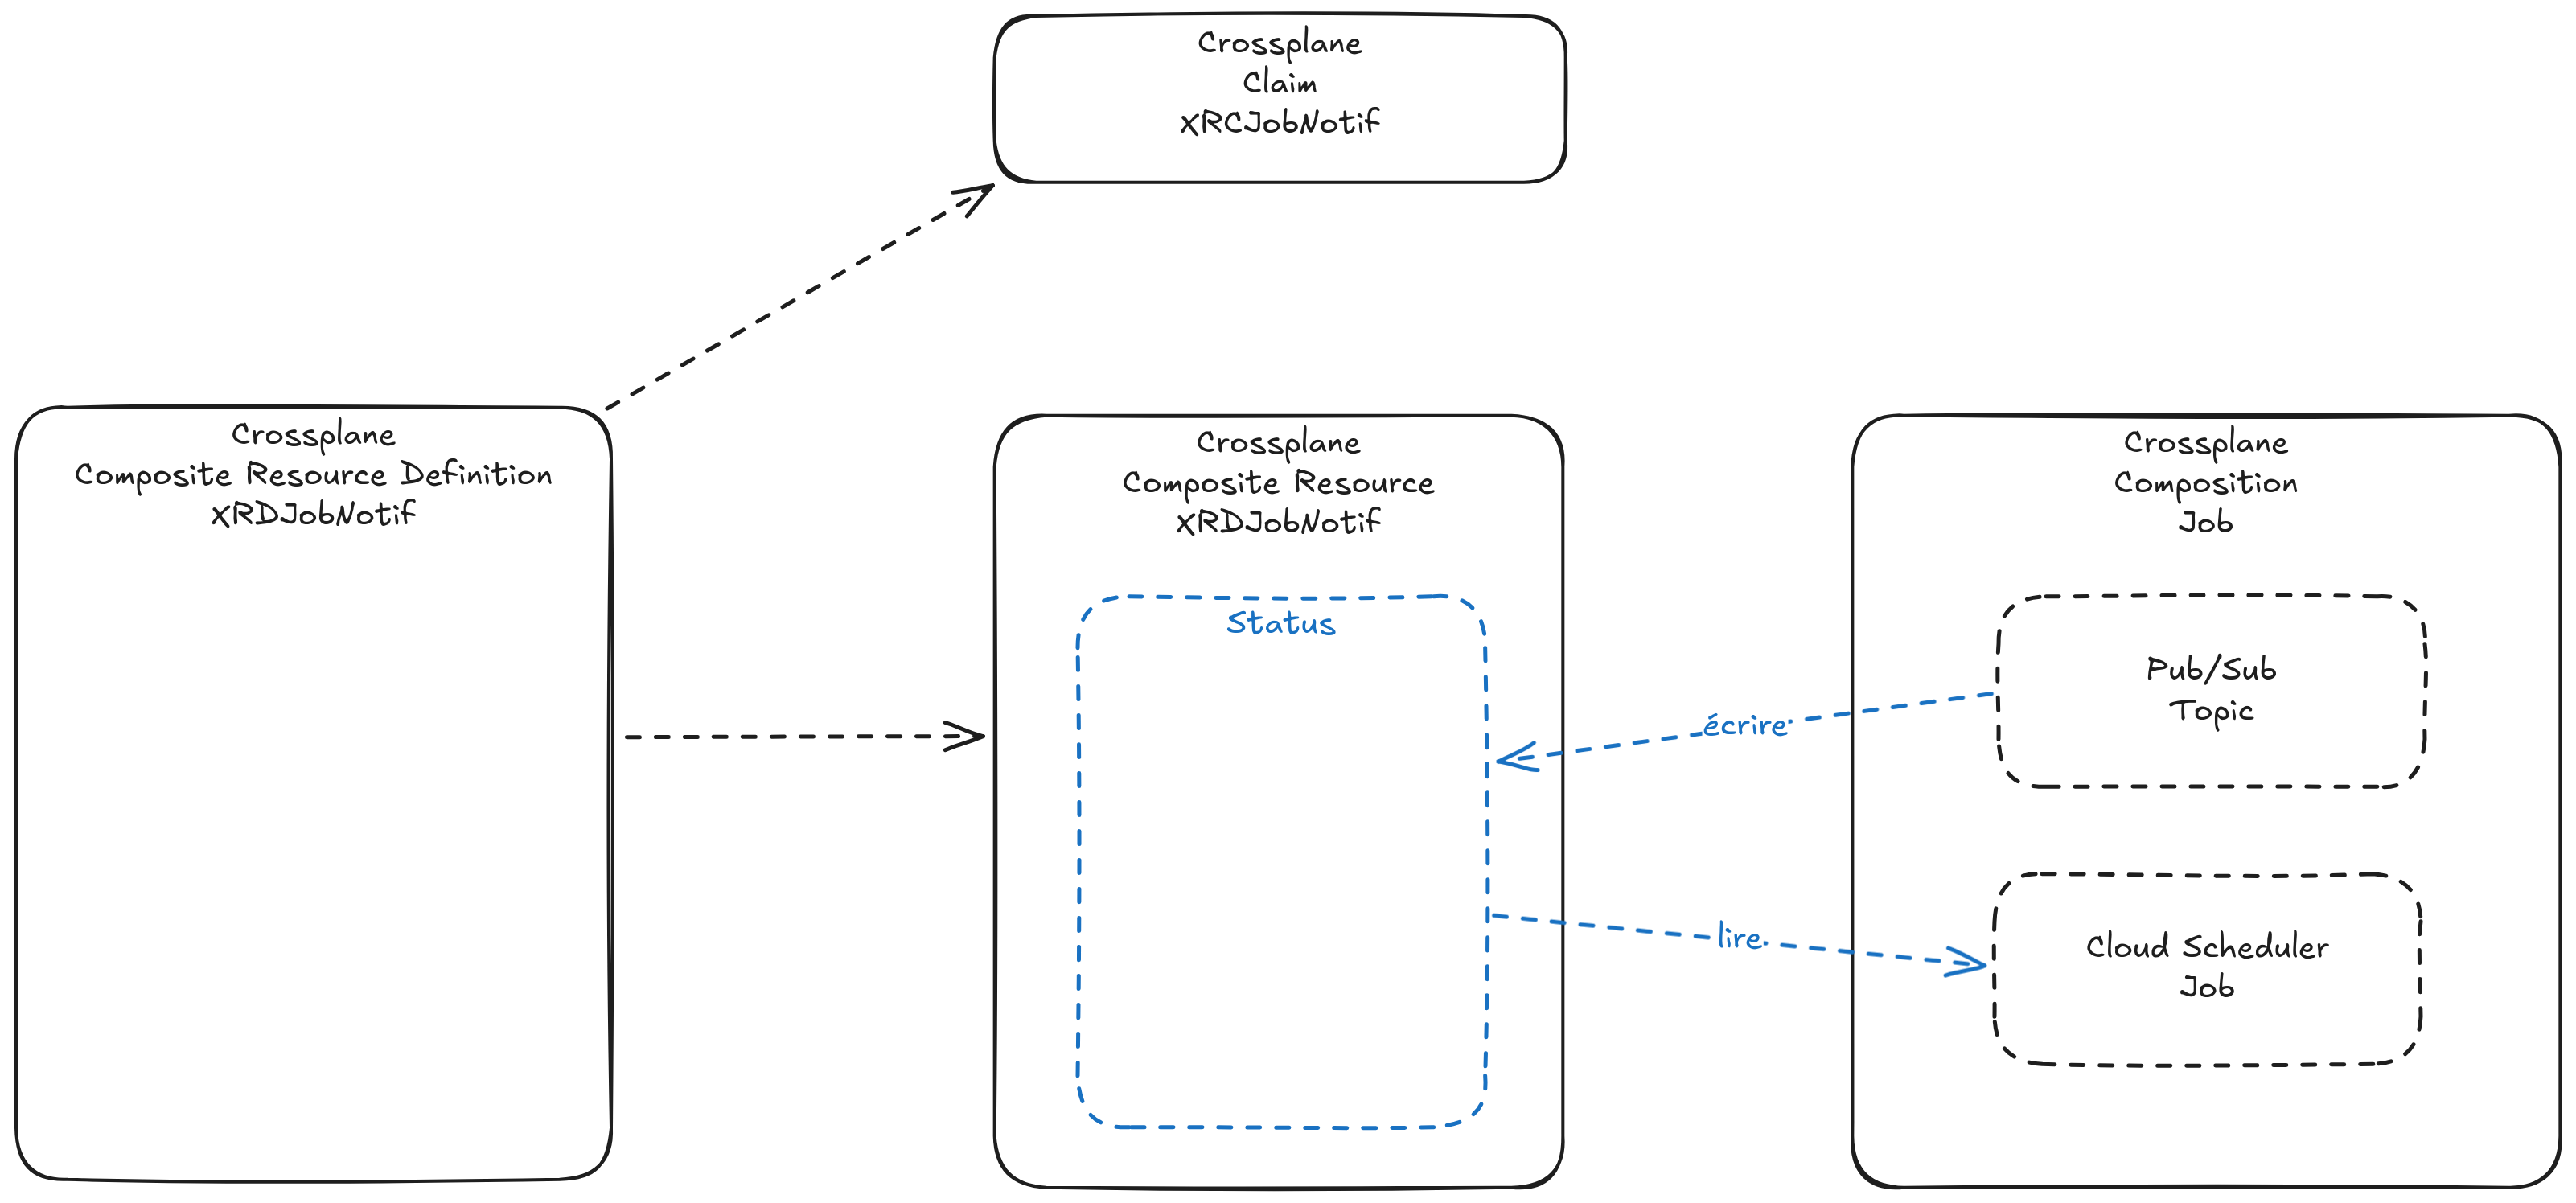 Crossplane
Claim
XRCJobNotif
Crossplane
Composite Resource Definition
XRDJobNotif
Crossplane
Composite Resource
XRDJobNotif
Status
Crossplane
Composition
Job
Pub/Sub
Topic
écrire
lire
Cloud Scheduler
Job